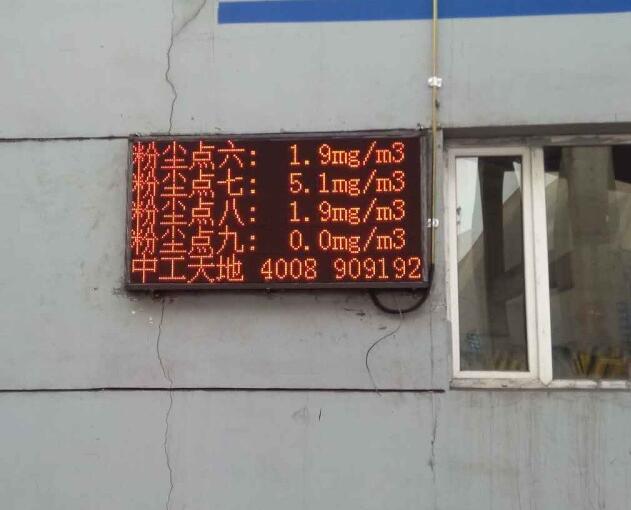 粉尘点六: 1.9mg/m3
粉尘点七: 5.1mg/m3
粉尘点八: 1.9mg/m3
粉尘点九: 0.0mg/m3
中工天地 4008 909192